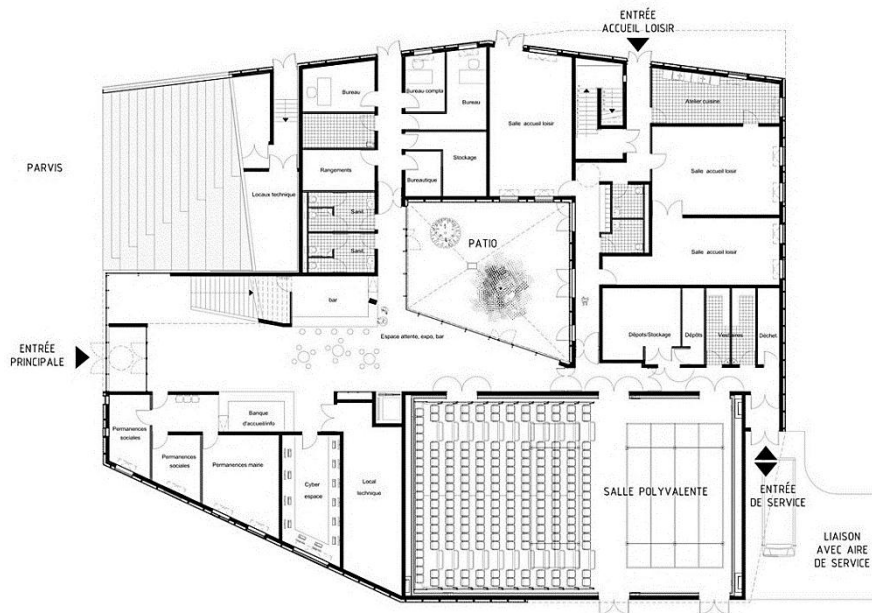 ENTRÉE
ACCUEIL LOISIR
Bureau
Bureau compta
Bureau
Atelier cuisine
Salle accueil loisir
PARVIS
Locaux technique
Rangements
Stockage
Bureautique
Salle accueil loisir
Sanit.
PATIO
Sanit.
Salle accueil loisir
bar
Espace attente, expo, bar
Dépots/Stockage
Dépôts
Vestiaires
Déchet
ENTRÉE
PRINCIPALE
Banque
d'accueil/info
Permanences
sociales
Permanences
sociales
Permanences mairie
Cyber
espace
Local
technique
SALLE POLYVALENTE
ENTRÉE
DE SERVICE
LIAISON
AVEC AIRE
DE SERVICE